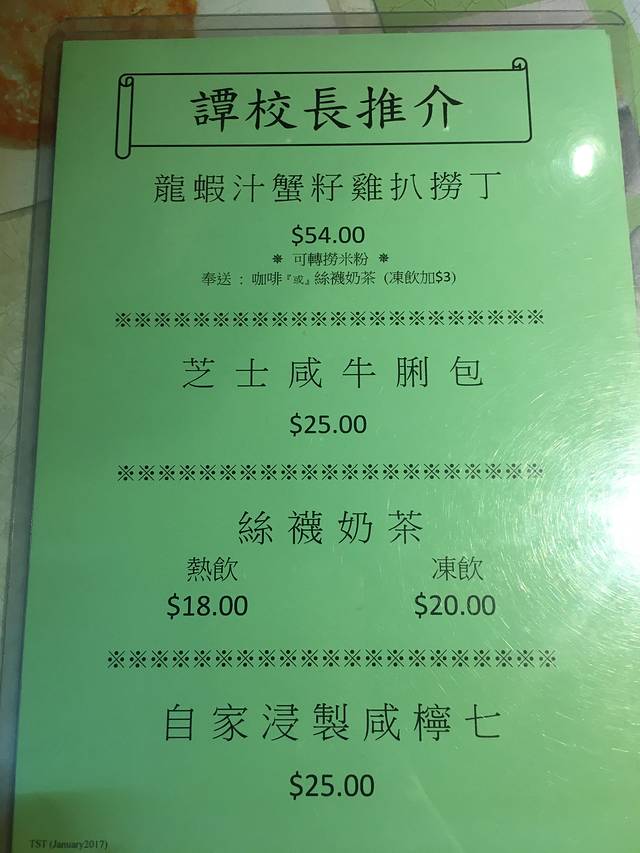 譚校長推介
龍蝦汁蟹籽雞扒撈丁
$54.00
※ 可轉撈米粉 ※
奉送 : 咖啡『或』絲襪奶茶 (凍飲加$3)
※※※※※※※※※※※※※※※※※※※※※※
芝士咸牛脷包
$25.00
※※※※※※※※※※※※※※※※※※※※※※
絲襪奶茶
熱飲 凍飲
$18.00 $20.00
※※※※※※※※※※※※※※※※※※※※※※
自家浸製咸檸七
$25.00
TST (January2017)